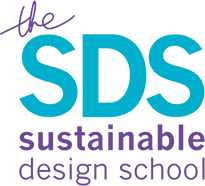 the
SDS
sustainable
design school